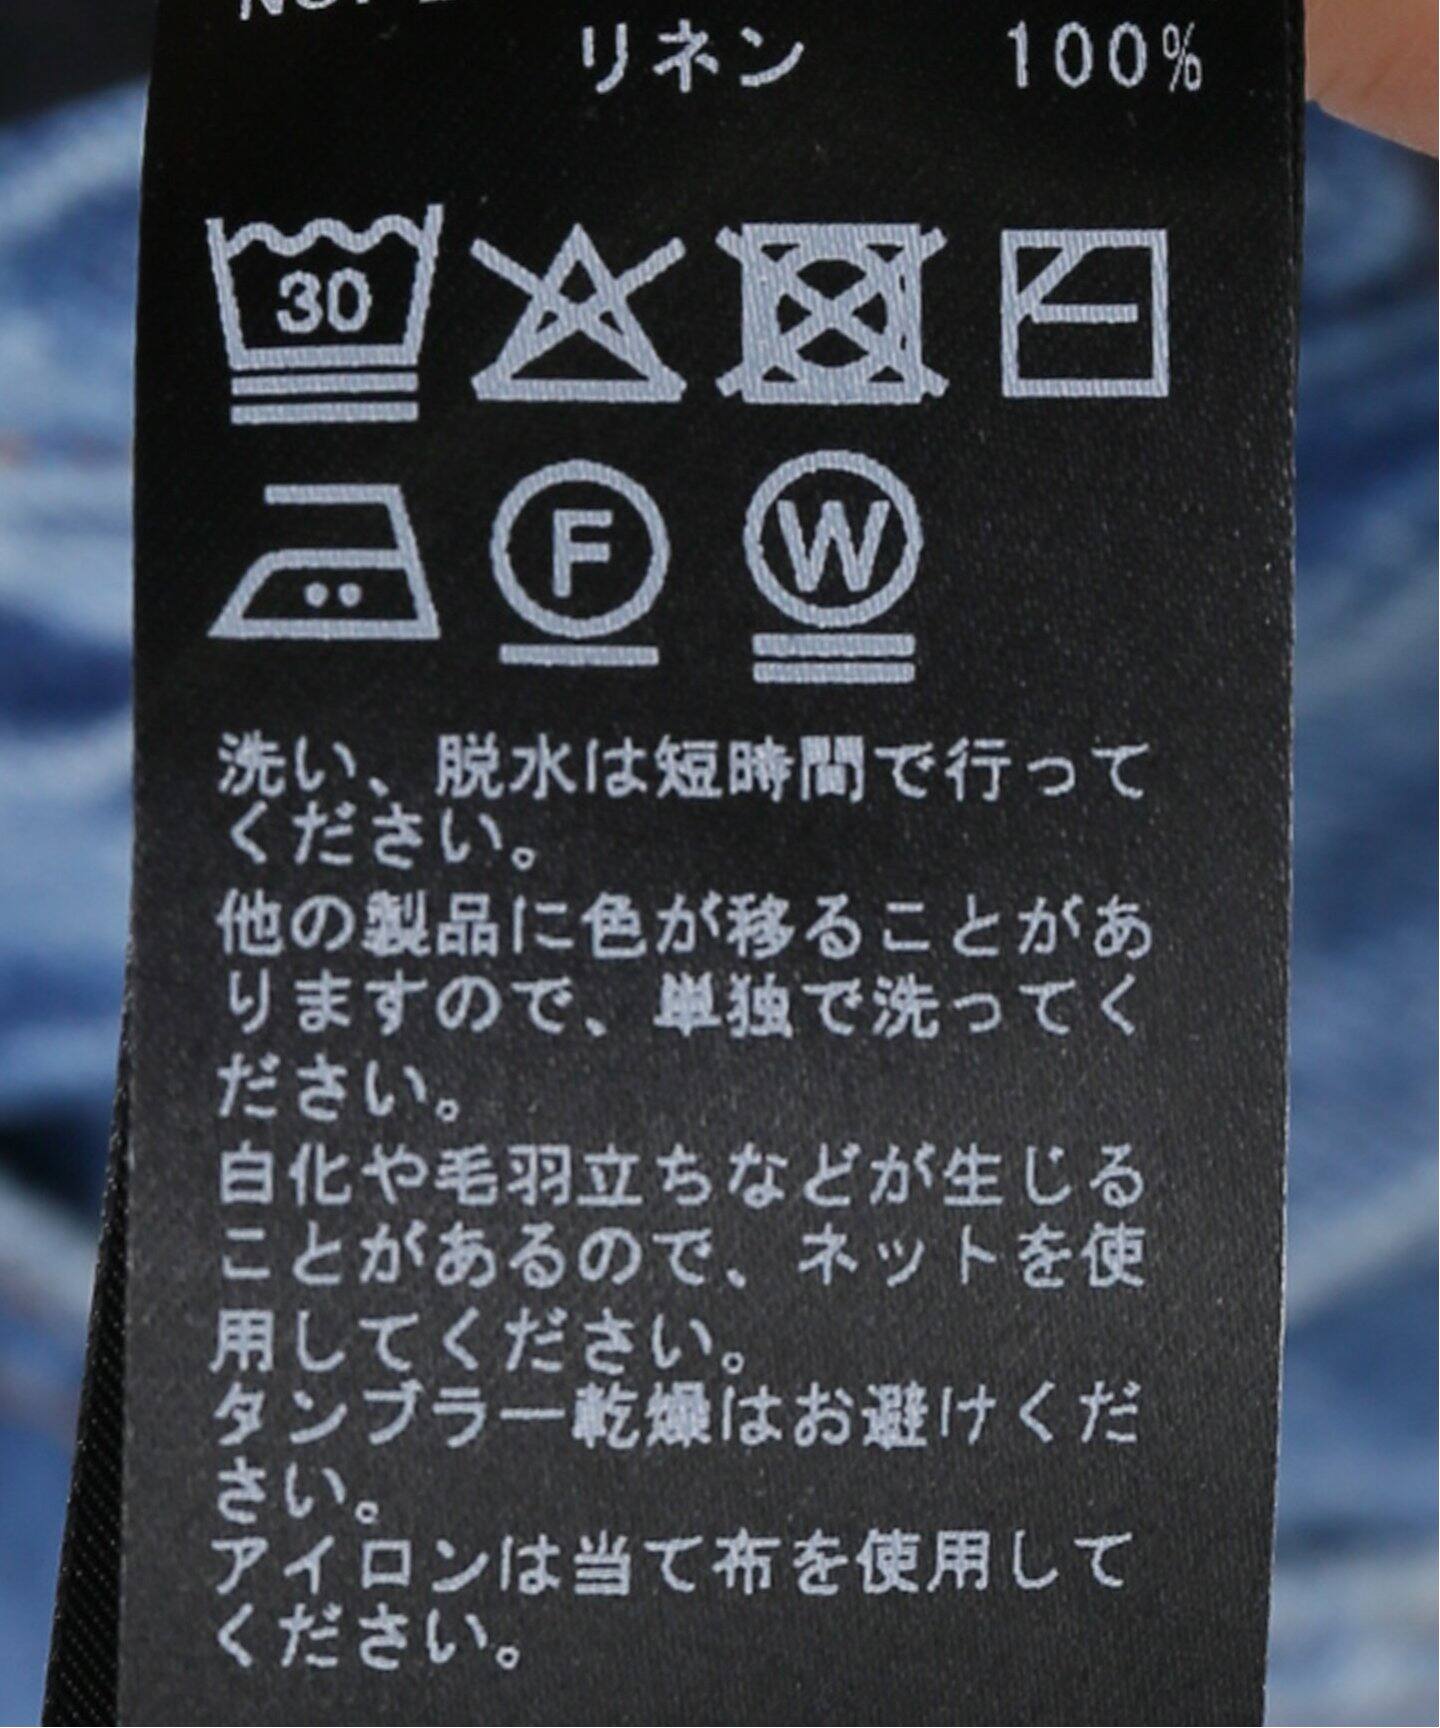 リネン 100%
30
F W
洗い、脱水は短時間で行って
ください。
他の製品に色が移ることがあ
りますので、単独で洗ってく
ださい。
白化や毛羽立ちなどが生じる
ことがあるので、ネットを使
用してください。
タンブラー乾燥はお避けくだ
さい。
アイロンは当て布を使用して
ください。